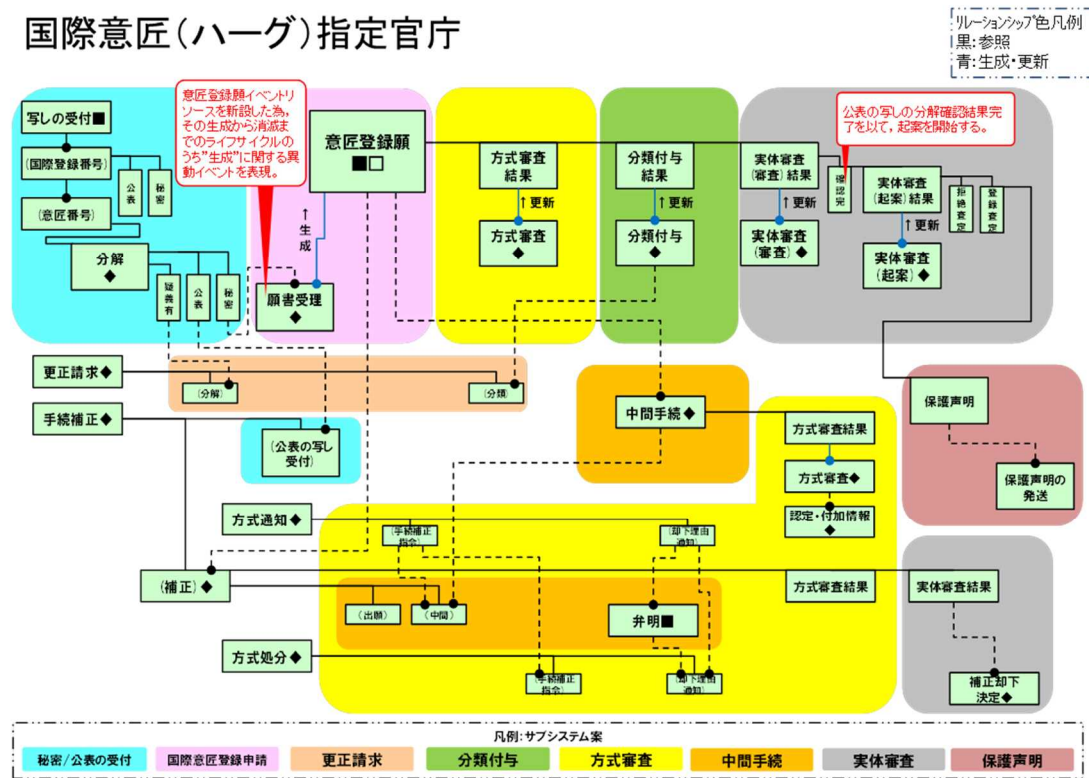 国際意匠(ハーグ)指定官庁
リレーションシップ色凡例
黒:参照
青:生成・更新
意匠登録願イベントリ
ソースを新設した為,
その生成から消滅ま
でのライフサイクルの
うち"生成"に関する異
動イベントを表現。
公表の写しの分解確認結果完
了を以て,起案を開始する。
写しの受付■
(国際登録番号)
公表
秘密
(意匠番号)
分解
◆
疑義有
公表
秘密
意匠登録願
■□
↑生成
願書受理
◆
方式審査
結果
↑更新
方式審査
◆
分類付与
結果
↑更新
分類付与
◆
実体審査
(審査)結果
↑更新
実体審査
(審査)◆
確認完
実体審査
(起案)結果
↑更新
実体審査
(起案)◆
拒絶査定
登録査定
更正請求◆
(分解)
(分類)
手続補正◆
(公表の写し
受付)
中間手続◆
方式審査結果
方式審査◆
認定・付加情報
◆
保護声明
保護声明の
発送
方式通知◆
(手続補正
指令)
(却下理由
通知)
(補正)◆
方式審査結果
実体審査結果
(出願)
(中間)
弁明■
方式処分◆
(手続補正
指令)
(却下理由
通知)
補正却下
決定◆
凡例:サブシステム案
秘密/公表の受付
国際意匠登録申請
更正請求
分類付与
方式審査
中間手続
実体審査
保護声明